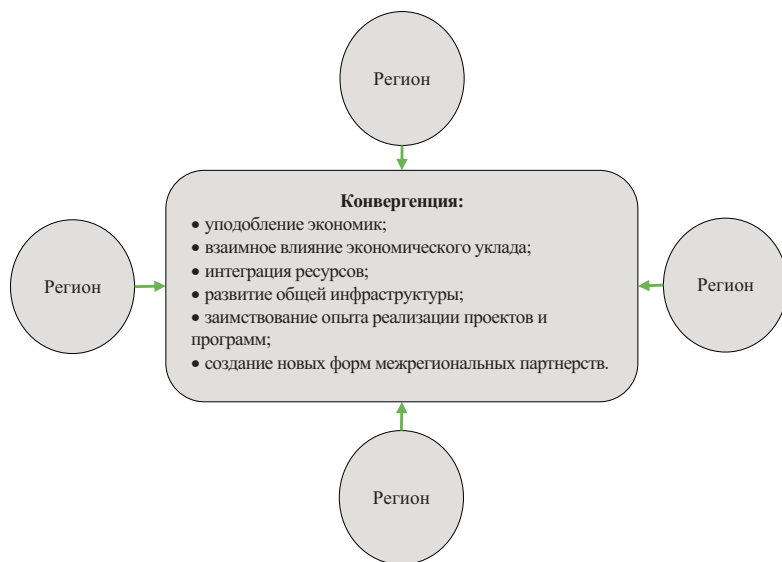 Регион
Конвергенция:
• уподобление экономик;
• взаимное влияние экономического уклада;
• интеграция ресурсов;
• развитие общей инфраструктуры;
• заимствование опыта реализации проектов и
программ;
• создание новых форм межрегиональных партнерств.
Регион
Регион
Регион